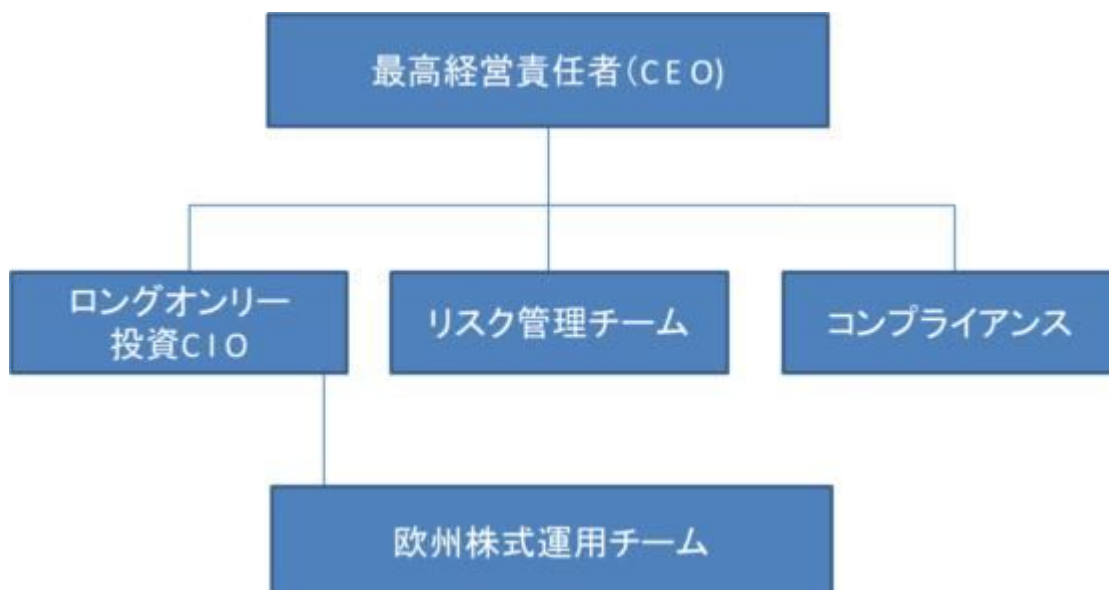 最高経営責任者(CEO)
ロングオンリー
投資CIO
リスク管理チーム
コンプライアンス
欧州株式運用チーム